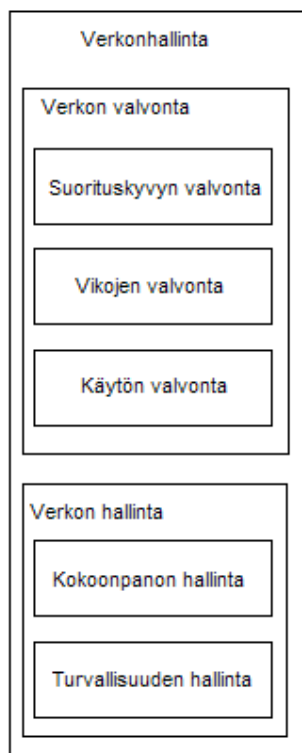 Verkonhallinta
Verkon valvonta
Suorituskyvyn valvonta
Vikojen valvonta
Käytön valvonta
Verkon hallinta
Kokoonpanon hallinta
Turvallisuuden hallinta